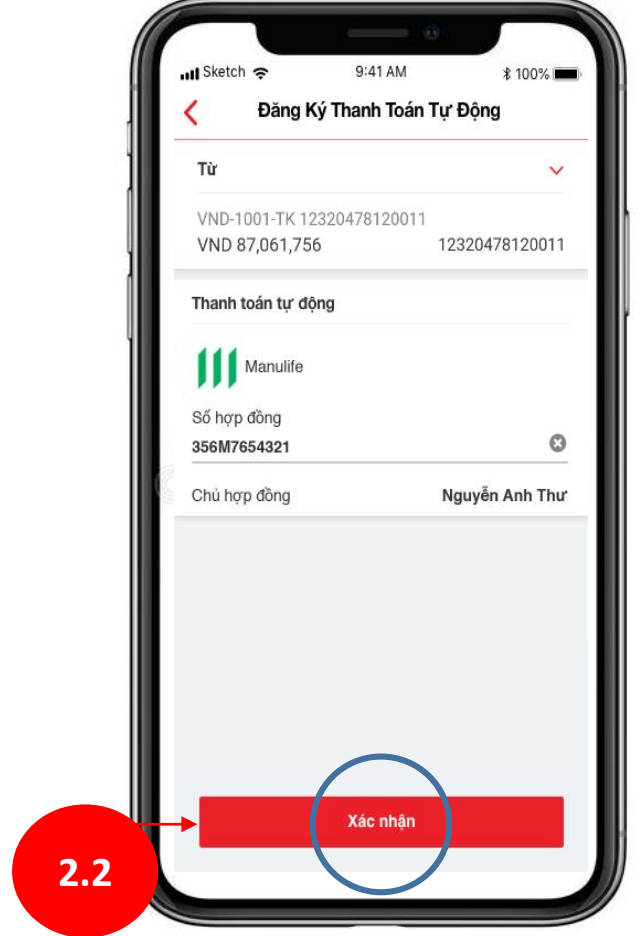 Sketch 9:41 AM 100%
Đăng Ký Thanh Toán Tự Động
Từ
VND-1001-TK 12320478120011
VND 87,061,756 12320478120011
Thanh toán tự động
Manulife
Số hợp đồng
356M7654321
Chủ hợp đồng Nguyễn Anh Thư
Xác nhận
2.2